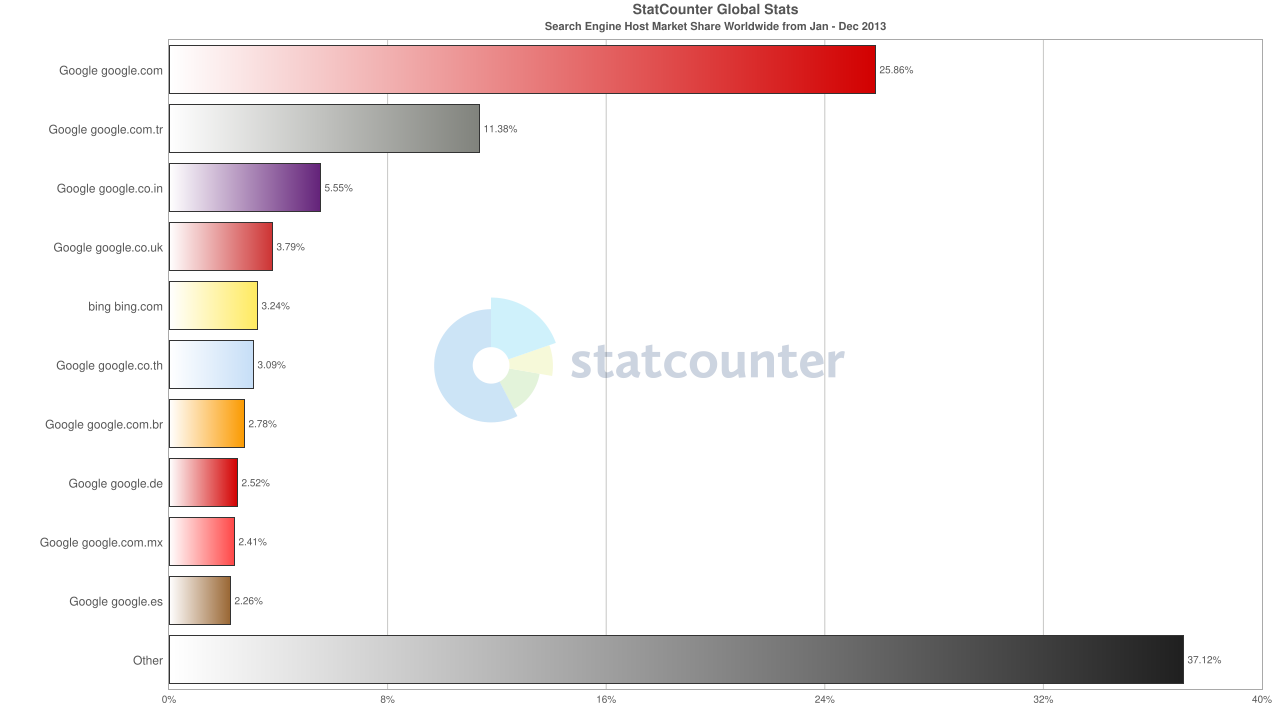 StatCounter Global Stats
Search Engine Host Market Share Worldwide from Jan - Dec 2013
Google google.com 25.86%
Google google.com.tr 11.38%
Google google.co.in 5.55%
Google google.co.uk 3.79%
bing bing.com 3.24%
Google google.co.th 3.09%
statcounter
Google google.com.br 2.78%
Google google.de 2.52%
Google google.com.mx 2.41%
Google google.es 2.26%
Other 37.12%
0% 8% 16% 24% 32% 40%